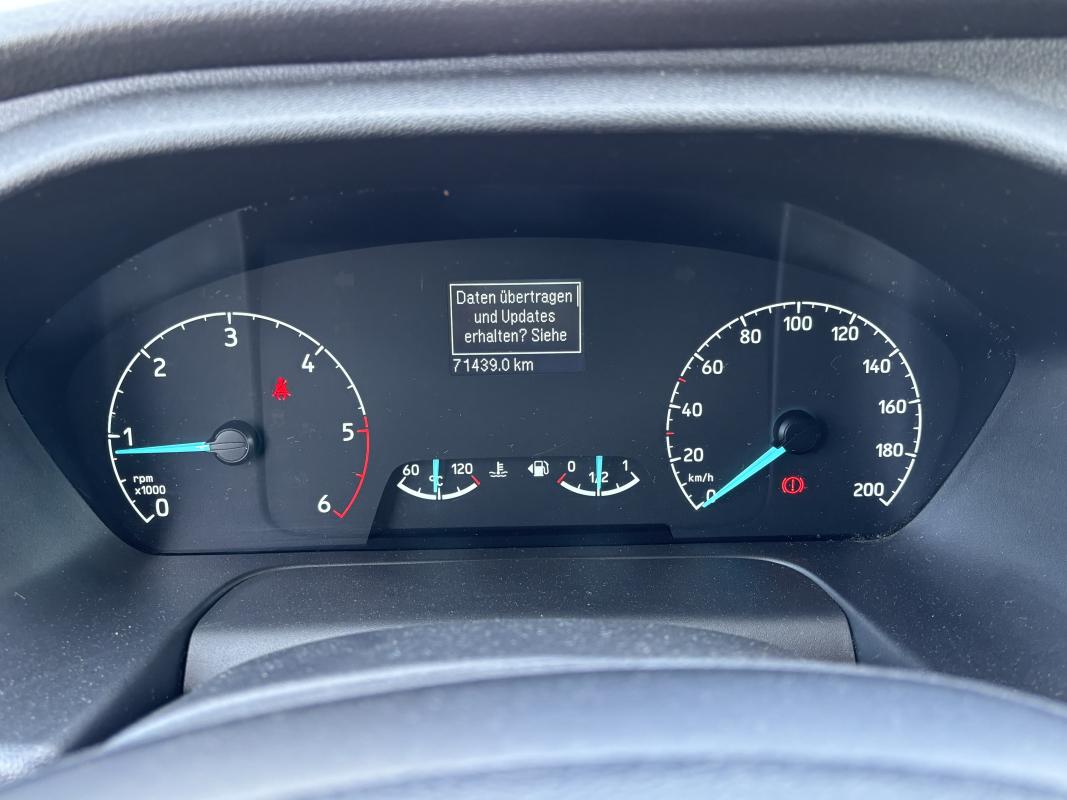 Daten übertragen
und Updates
erhalten? Siehe
71439.0 km
0
1
2
3
4
5
6
rpm
x1000
60 120
°C
0 1/2 1
0
20
40
60
80
100
120
140
160
180
200
km/h